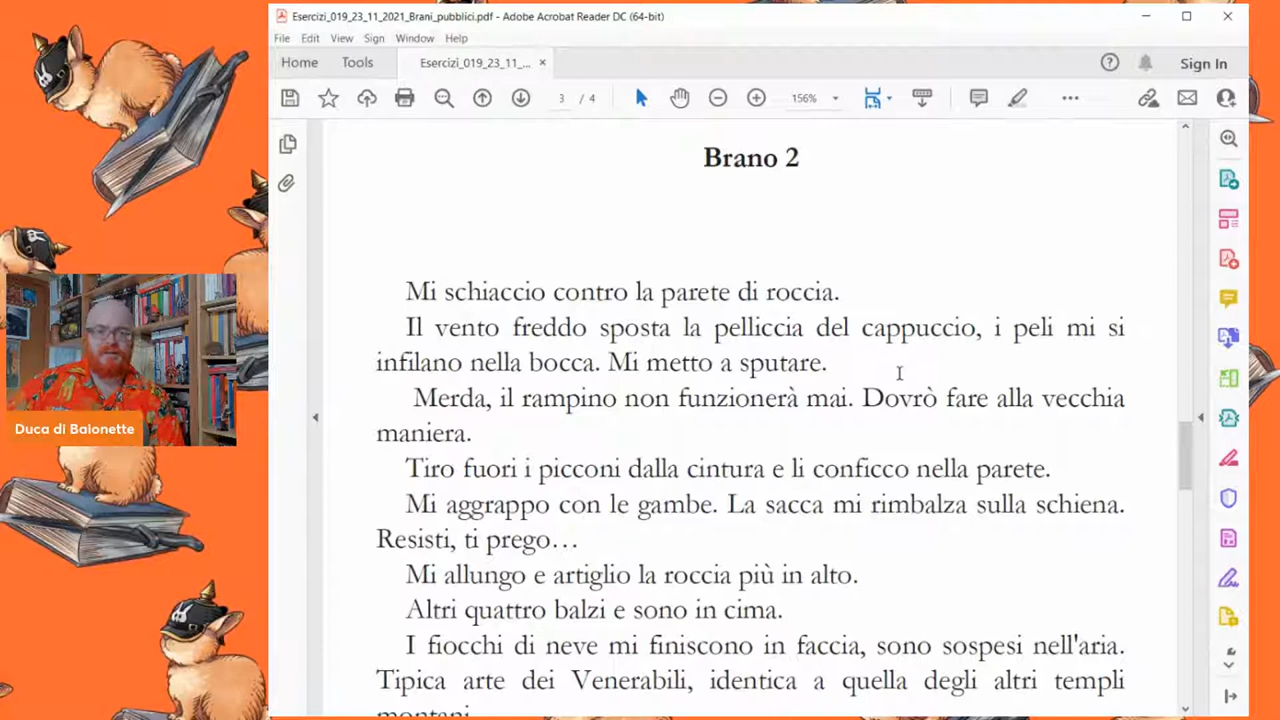 Esercizi_019_23_11_2021_Brani_pubblici.pdf - Adobe Acrobat Reader DC (64-bit)
File Edit View Sign Window Help
Home Tools Esercizi_019_23_11_... Sign In
3 / 4 156%
Brano 2
Mi schiaccio contro la parete di roccia.
Il vento freddo sposta la pelliccia del cappuccio, i peli mi si
infilano nella bocca. Mi metto a sputare.
Merda, il rampino non funzionerà mai. Dovrò fare alla vecchia
maniera.
Tiro fuori i picconi dalla cintura e li conficco nella parete.
Mi aggrappo con le gambe. La sacca mi rimbalza sulla schiena.
Resisti, ti prego…
Mi allungo e artiglio la roccia più in alto.
Altri quattro balzi e sono in cima.
I fiocchi di neve mi finiscono in faccia, sono sospesi nell'aria.
Tipica arte dei Venerabili, identica a quella degli altri templi
montani.
Duca di Baionette